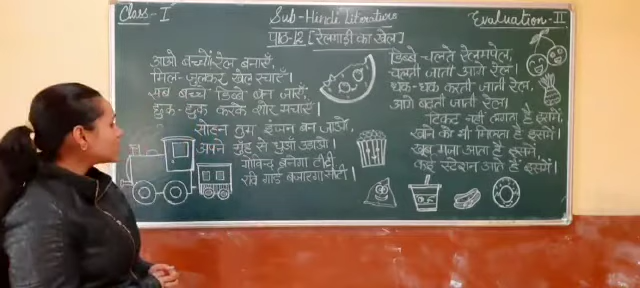 Class- I
Sub- Hindi Literature
Evaluation- II
पाठ-12 [रेलगाड़ी का खेल]
आओ बच्चों रेल बनाएँ,
मिल- जुलकर खेल रचाएँ।
सब बच्चे डिब्बे बन जाएँ,
छुक- छुक करके शोर मचाएँ।
सोहन तुम इंजन बन जाओ,
अपने मुँह से धुआँ उड़ाओ।
गोविन्द बनेगा टीटी
रवि गार्ड बजाएगा सीटी।
डिब्बे चलते रेलमपेल,
चलती जाती आगे रेल।
धक- धक करती जाती रेल,
आगे बढ़ती जाती रेल।
टिकट नहीं लगता है इसमें,
खाने को भी मिलता है इसमें।
खूब मज़ा आता है इसमें,
कई स्टेशन आते हैं इसमें।